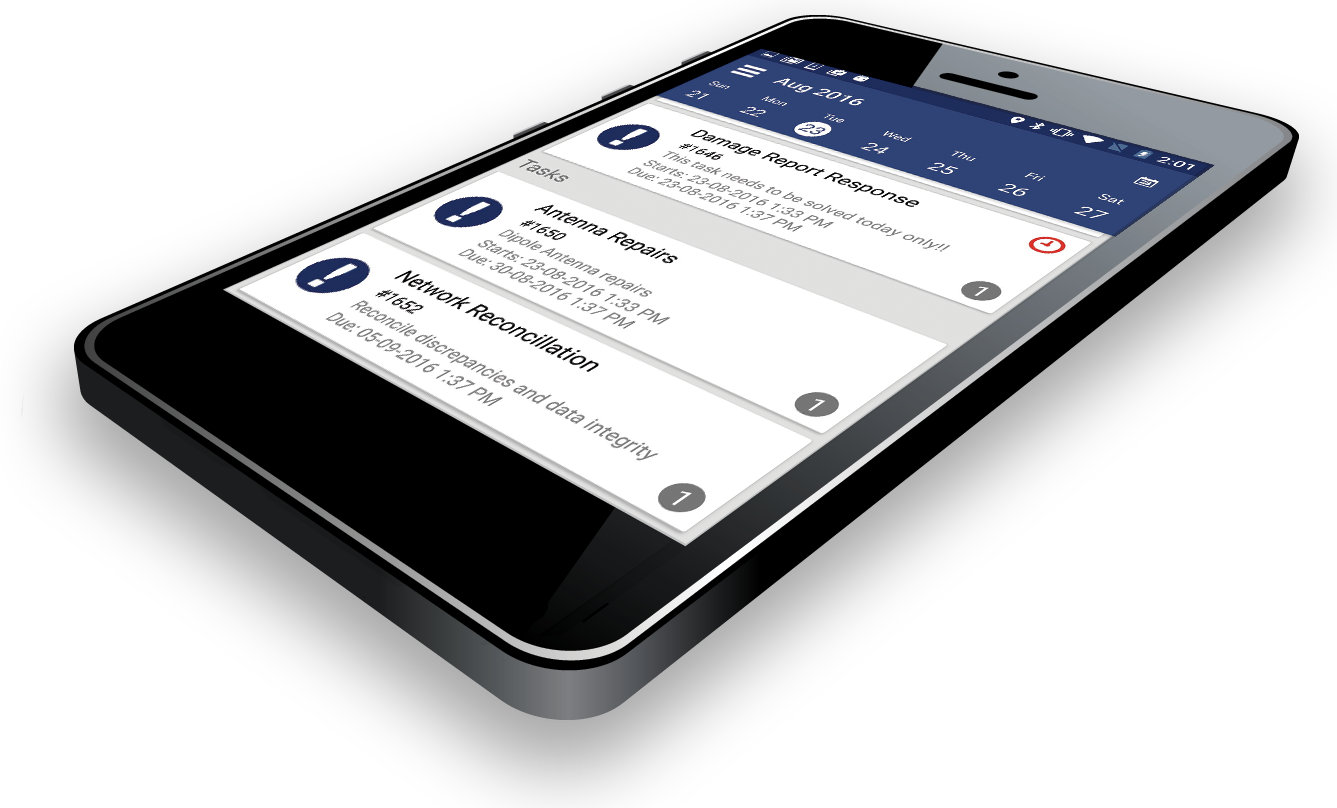 2:01
Aug 2016
Sun Mon Tue Wed Thu Fri Sat
21 22 23 24 25 26 27
Damage Report Response
#1646
This task needs to be solved today only!!
Starts: 23-08-2016 1:33 PM
Due: 23-08-2016 1:37 PM
1
Tasks
Antenna Repairs
#1650
Dipole Antenna repairs
Starts: 23-08-2016 1:33 PM
Due: 30-08-2016 1:37 PM
1
Network Reconcillation
#1652
Reconcile discrepancies and data integrity
Due: 05-09-2016 1:37 PM
1